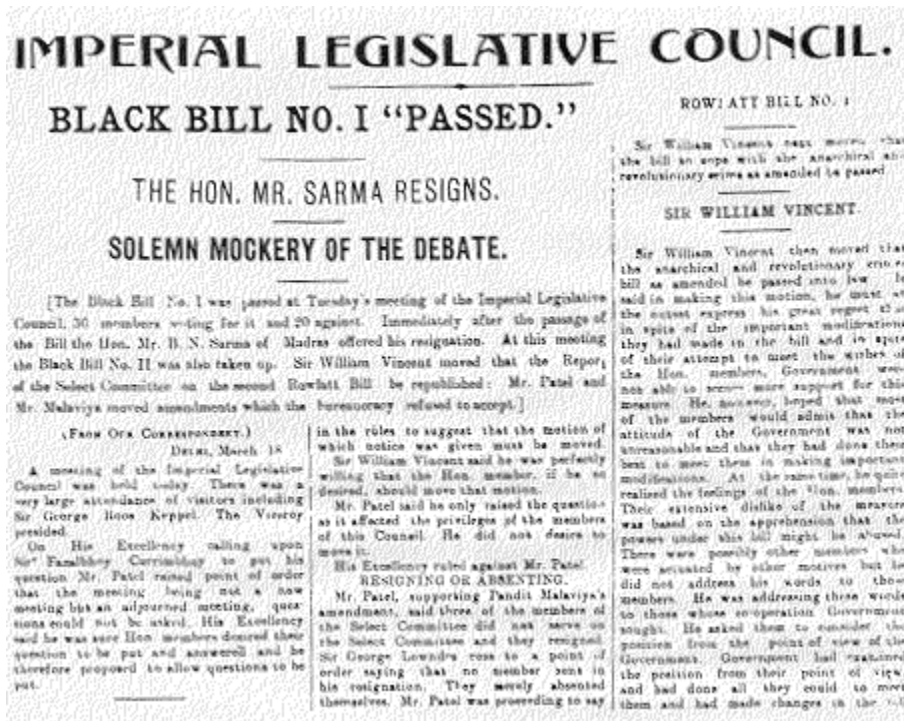 IMPERIAL LEGISLATIVE COUNCIL.
BLACK BILL NO. I "PASSED."
THE HON. MR. SARMA RESIGNS.
SOLEMN MOCKERY OF THE DEBATE.
[The Black Bill No. I was passed at Tuesday's meeting of the Imperial Legislative
Council, 36 members voting for it and 20 against. Immediately after the passage of
the Bill the Hon. Mr. B. N. Sarma of Madras offered his resignation. At this meeting
the Black Bill No. II was also taken up. Sir William Vincent moved that the Report
of the Select Committee on the second Rowlatt Bill be republished: Mr. Patel and
Mr. Malaviya moved amendments which the bureaucracy refused to accept.]
(FROM OUR CORRESPONDENT.)
DELHI, March 18
A meeting of the Imperial Legislative
Council was held today. There was a
very large attendance of visitors including
Sir George Roos Keppel. The Viceroy
presided.
On His Excellency calling upon
Sir Fazalbhoy Currimbhoy to put his
question Mr. Patel raised point of order
that the meeting being not a new
meeting but an adjourned meeting, ques-
tions could not be asked. His Excellency
said he was sure Hon. members desired their
question to be put and answered and he
therefore proposed to allow questions to be
put.
in the rules to suggest that the motion of
which notice was given must be moved.
Sir William Vincent said he was perfectly
willing that the Hon. member, if he so
desired, should move that motion.
Mr. Patel said he only raised the question
as it affected the privileges of the members
of this Council. He did not desire to
move it.
His Excellency ruled against Mr. Patel
RESIGNING OR ABSENTING.
Mr. Patel, supporting Pandit Malaviya's
amendment, said three of the members of
the Select Committee did not serve on
the Select Committee and they resigned.
Sir George Lowndes rose to a point of
order saying that no member sent in
his resignation. They merely absented
themselves. Mr. Patel was proceeding to say
ROWLATT BILL NO. I
Sir William Vincent next moved that
the bill to cope with the anarchical and
revolutionary crime as amended be passed
SIR WILLIAM VINCENT.
Sir William Vincent then moved that
the anarchical and revolutionary crimes
bill as amended be passed into law. He
said in making this motion, he must at
the outset express his great regret that
in spite of the important modifications
they had made in the bill and in spite
of their attempt to meet the wishes of
the Hon. members, Government were
not able to secure more support for this
measure. He, however, hoped that most
of the members would admit that the
attitude of the Government was not
unreasonable and that they had done their
best to meet them in making important
modifications. At the same time, he quite
realised the feelings of the Hon. members.
Their extensive dislike of the measure
was based on the apprehension that the
powers under this bill might be abused.
There were possibly other members who
were actuated by other motives but he
did not address his words to those
members. He was addressing these words
to those whose co-operation Government
sought. He asked them to consider the
position from the point of view of the
Government. Government had examined
the position from their point of view
and had done all they could to meet
them and had made changes in the